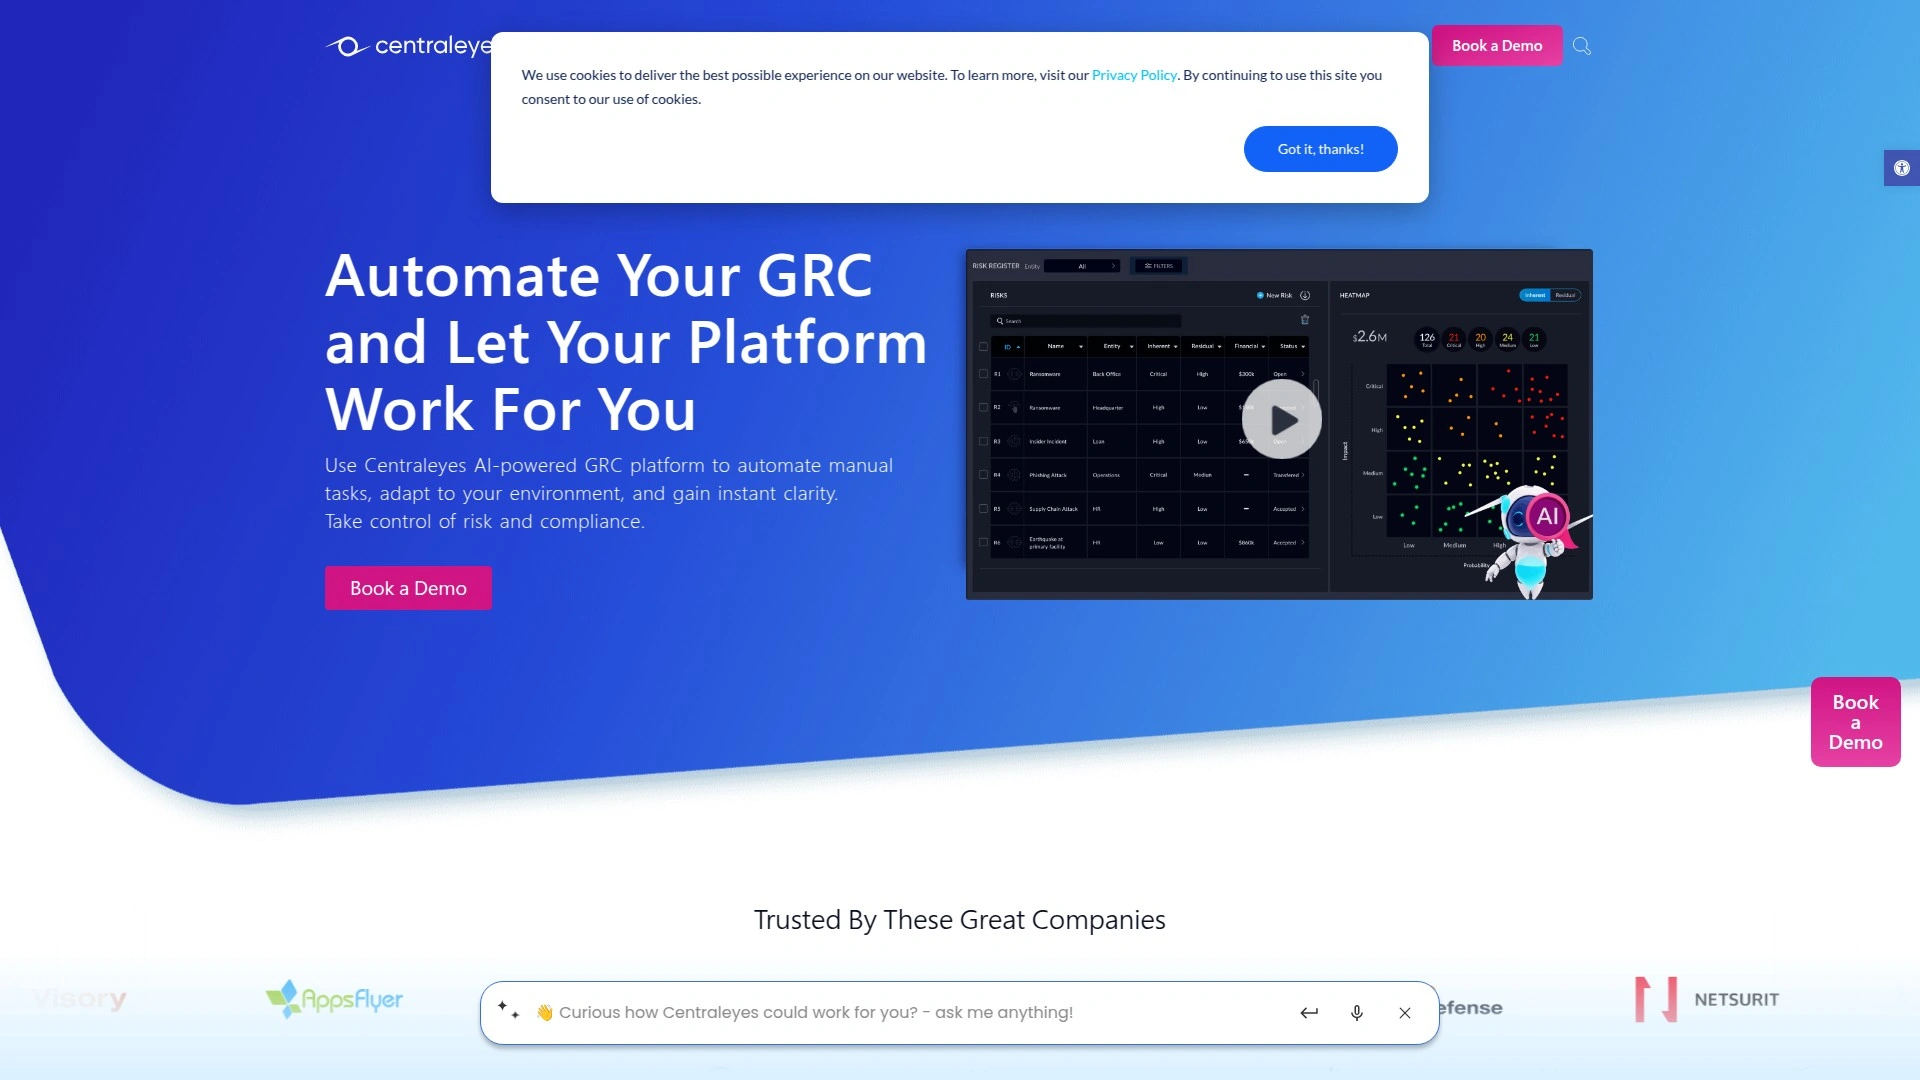 centraleye
We use cookies to deliver the best possible experience on our website. To learn more, visit our Privacy Policy. By continuing to use this site you
consent to our use of cookies.
Got it, thanks!
Book a Demo
Automate Your GRC
and Let Your Platform
Work For You
Use Centraleyes AI-powered GRC platform to automate manual
tasks, adapt to your environment, and gain instant clarity.
Take control of risk and compliance.
Book a Demo
RISK REGISTER Entity All FILTERS
RISKS New Risk
Search
ID Name Entity Inherent Residual Financial Status
R1 Ransomware Back Office Critical High $300k Open
R2 Ransomware Headquarter High Low
R3 Insider Incident Loan High Low Open
R4 Phishing Attack Operations Critical Medium – Transfered
R5 Supply Chain Attack HR High Low – Accepted
R6 Earthquake at
primary facility HR Low Low $860k Accepted
HEATMAP Inherent Residual
$2.6M
126 21 20 24 21
Total Critical High Medium Low
Critical
High
Medium
Low
Impact
Low Medium High
Probability
AI
Book
a
Demo
Trusted By These Great Companies
Visory
AppsFlyer
👋 Curious how Centraleyes could work for you? - ask me anything!
efense
NETSURIT